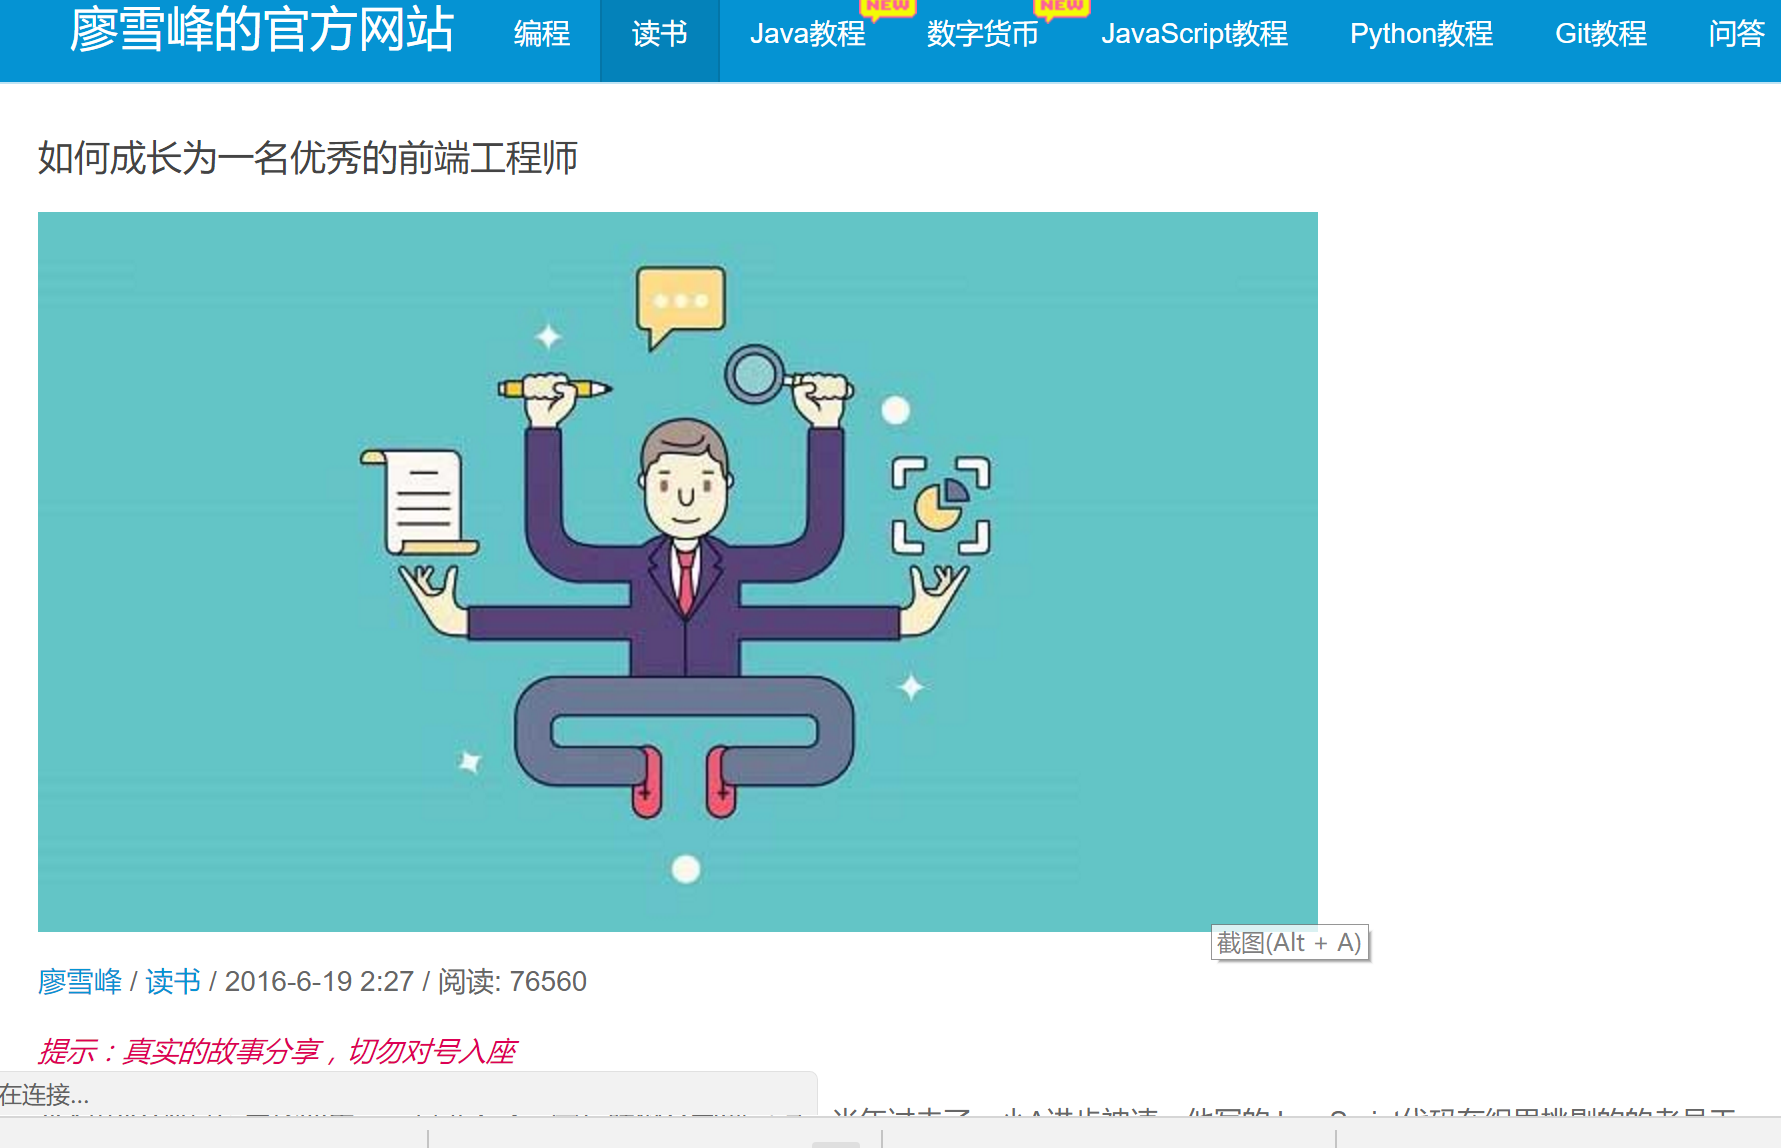 廖雪峰的官方网站 编程 读书 Java教程 NEW 数字货币 NEW JavaScript教程 Python教程 Git教程 问答
如何成长为一名优秀的前端工程师
截图(Alt + A)
廖雪峰 / 读书 / 2016-6-19 2:27 / 阅读: 76560
提示：真实的故事分享，切勿对号入座
在连接...